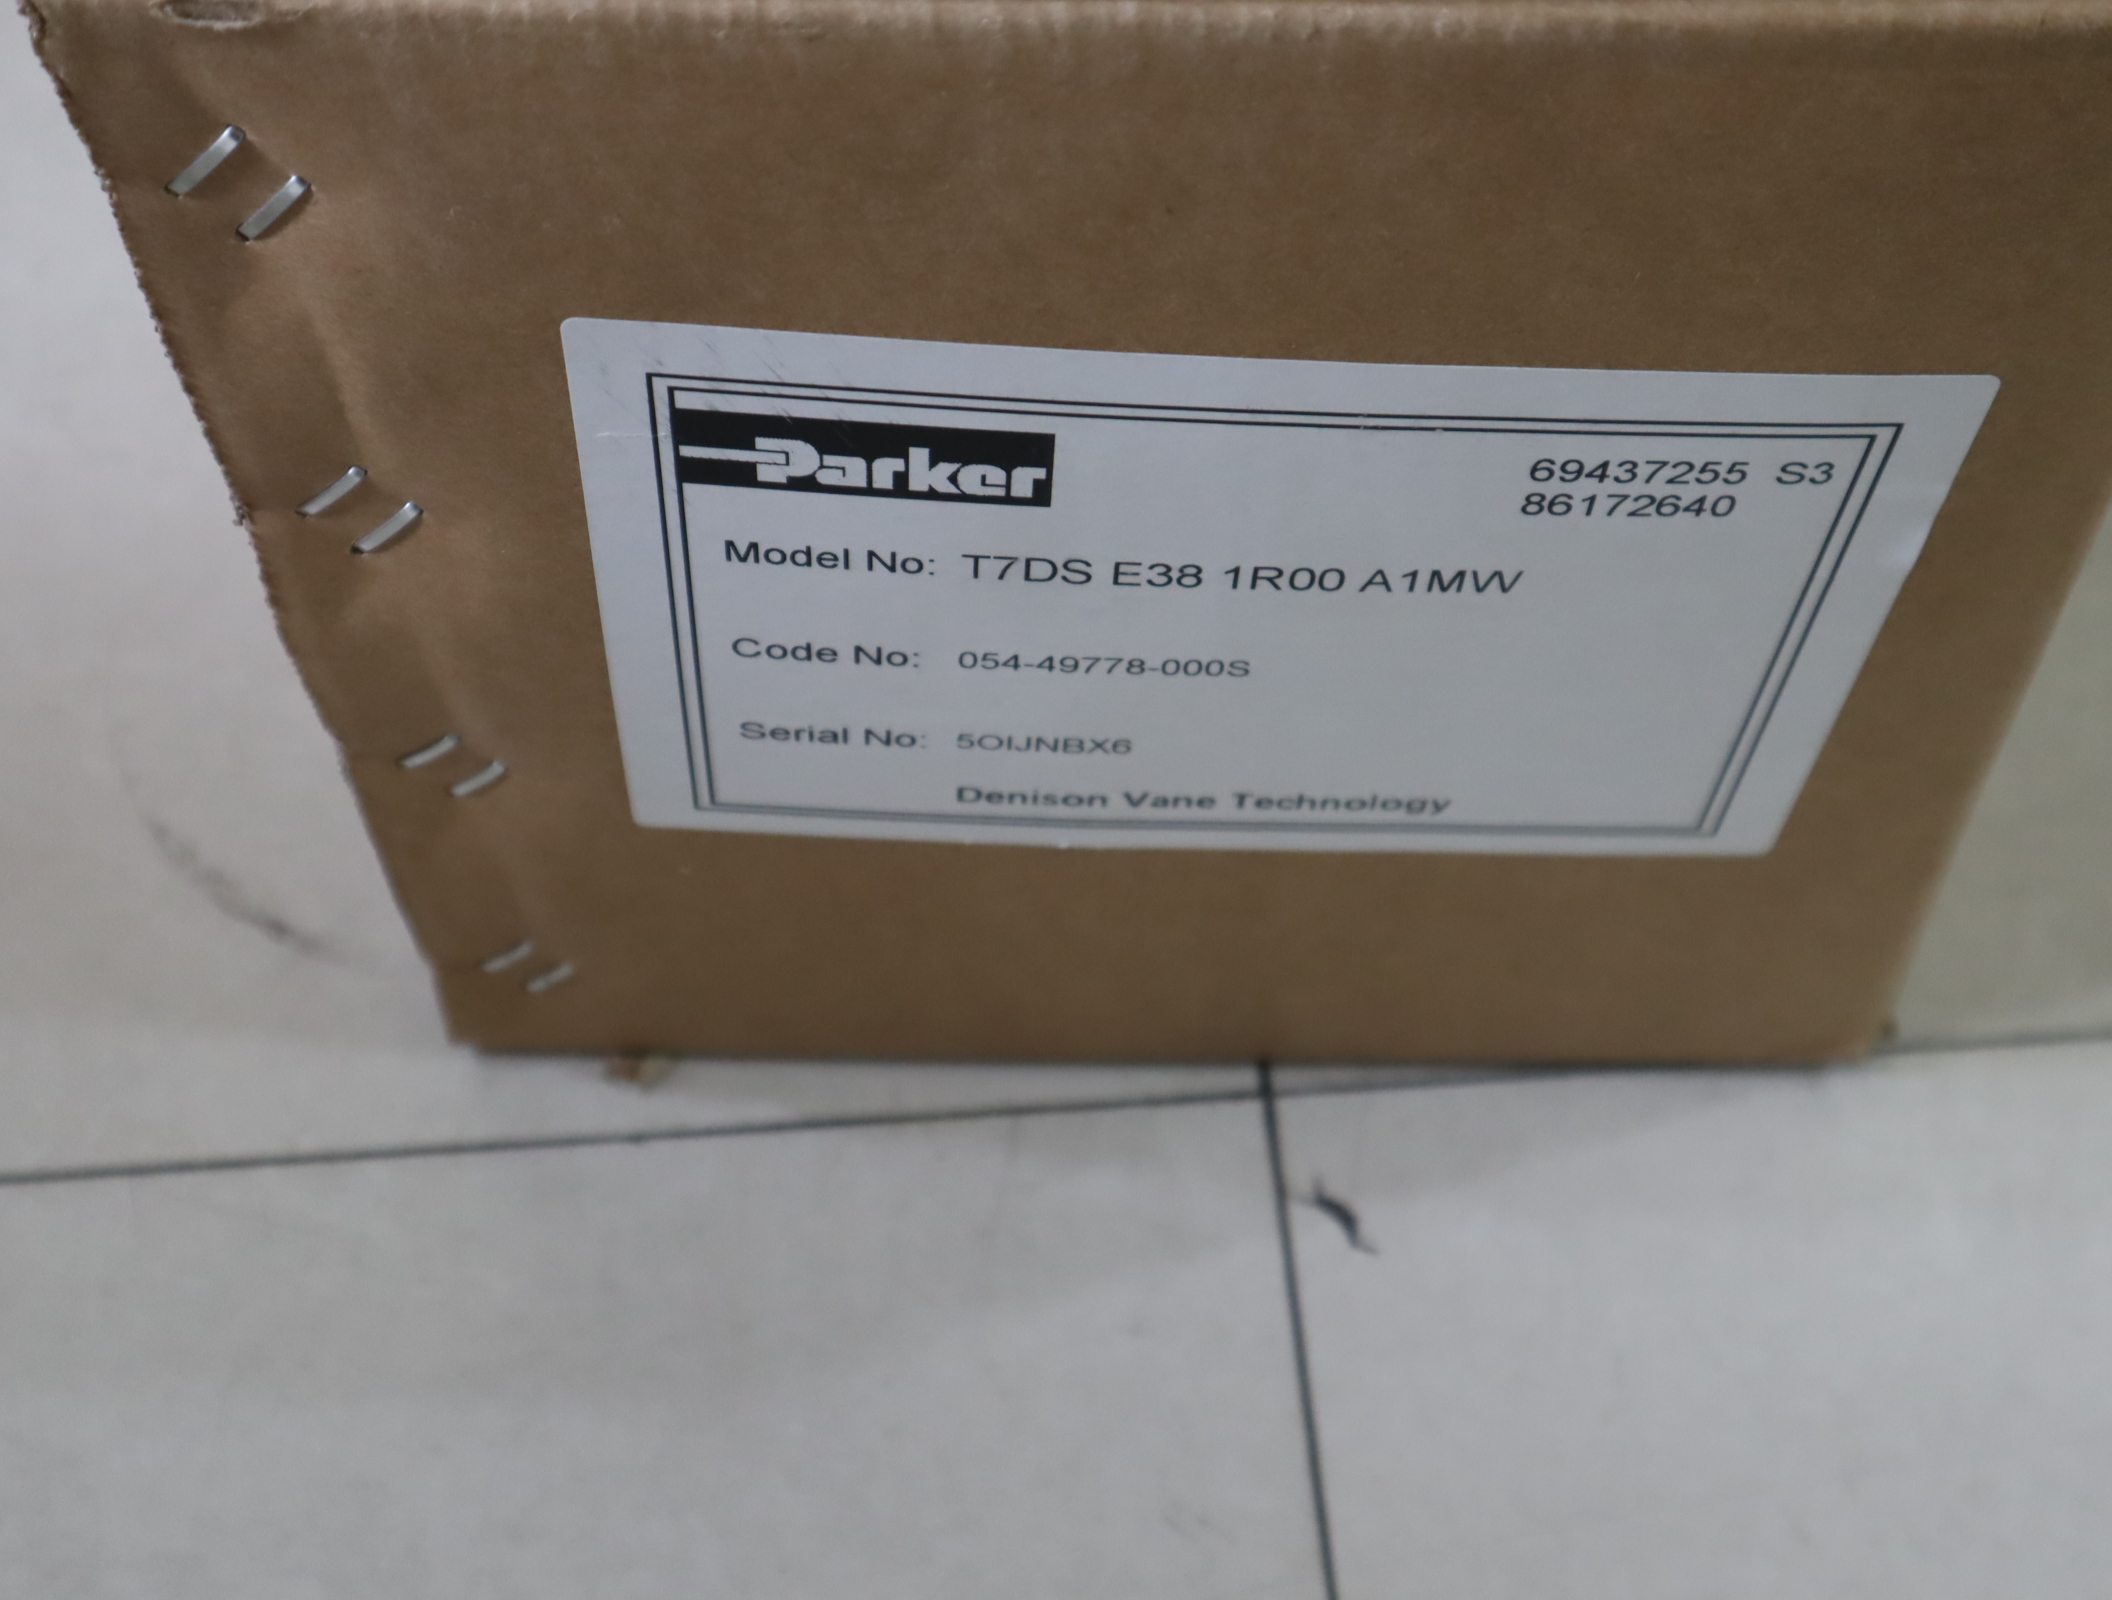 Parker
69437255 S3
86172640
Model No: T7DS E38 1R00 A1MW
Code No: 054-49778-000S
Serial No: 5OIJNBX6
Denison Vane Technology